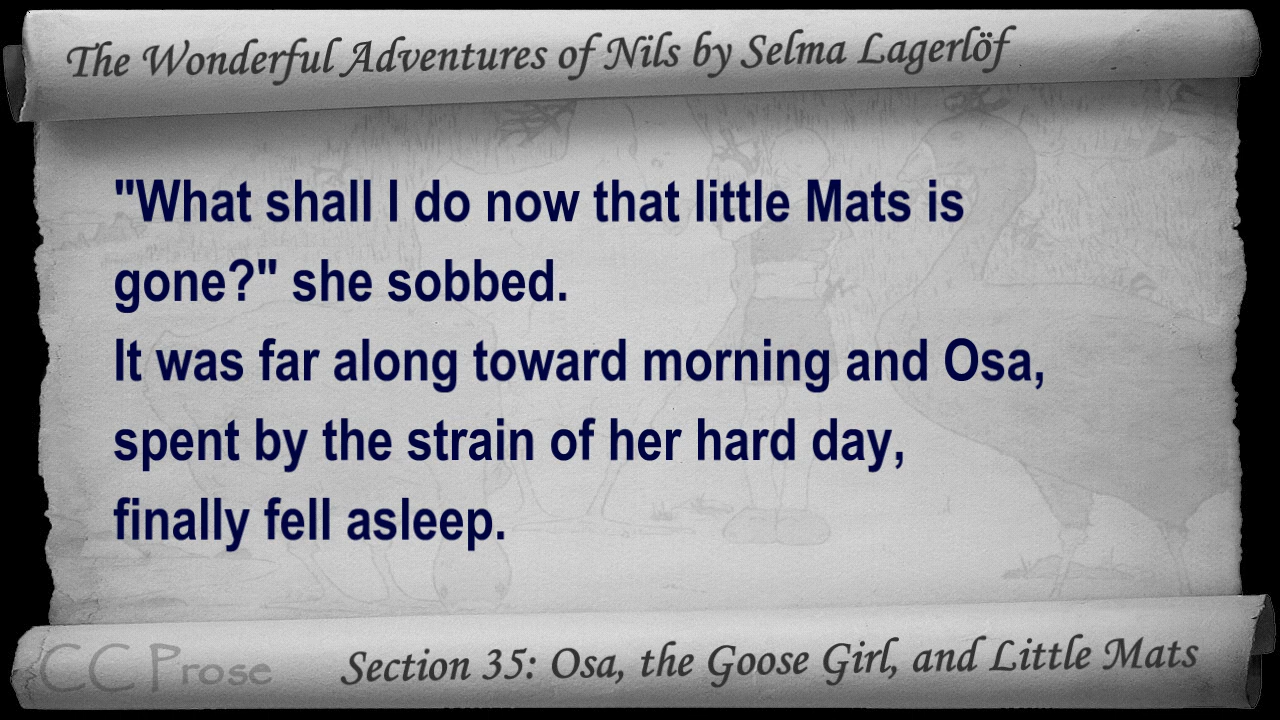 The Wonderful Adventures of Nils by Selma Lagerlöf
"What shall I do now that little Mats is
gone?" she sobbed.
It was far along toward morning and Osa,
spent by the strain of her hard day,
finally fell asleep.
CC Prose
Section 35: Osa, the Goose Girl, and Little Mats